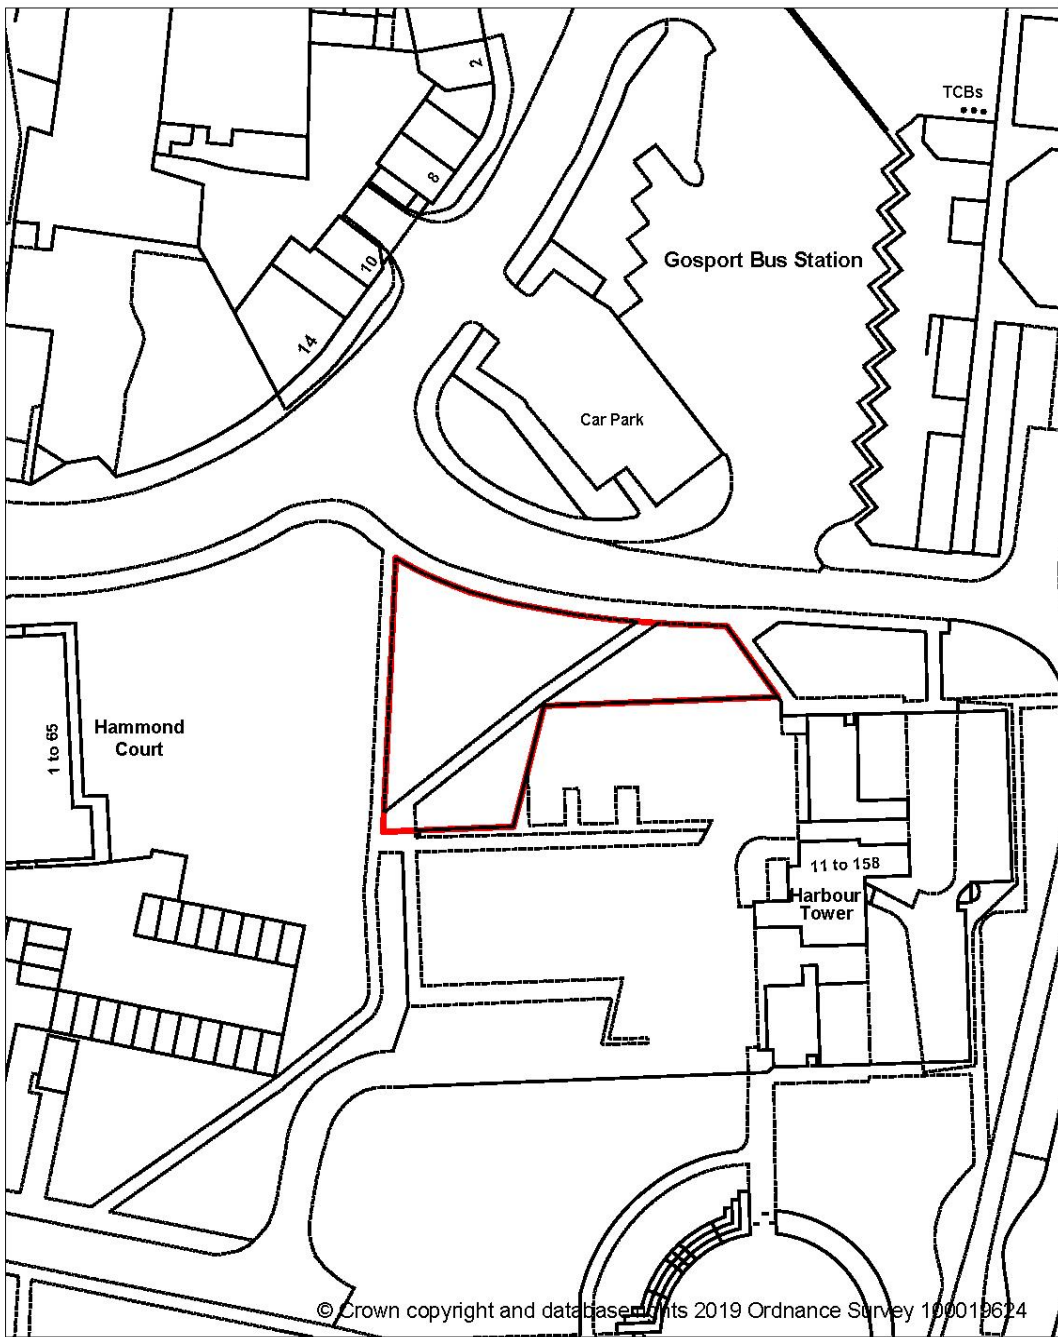 2
TCBs
8
Gosport Bus Station
10
14
Car Park
Hammond
Court
1 to 65
11 to 158
Harbour
Tower
© Crown copyright and database rights 2019 Ordnance Survey 100019624